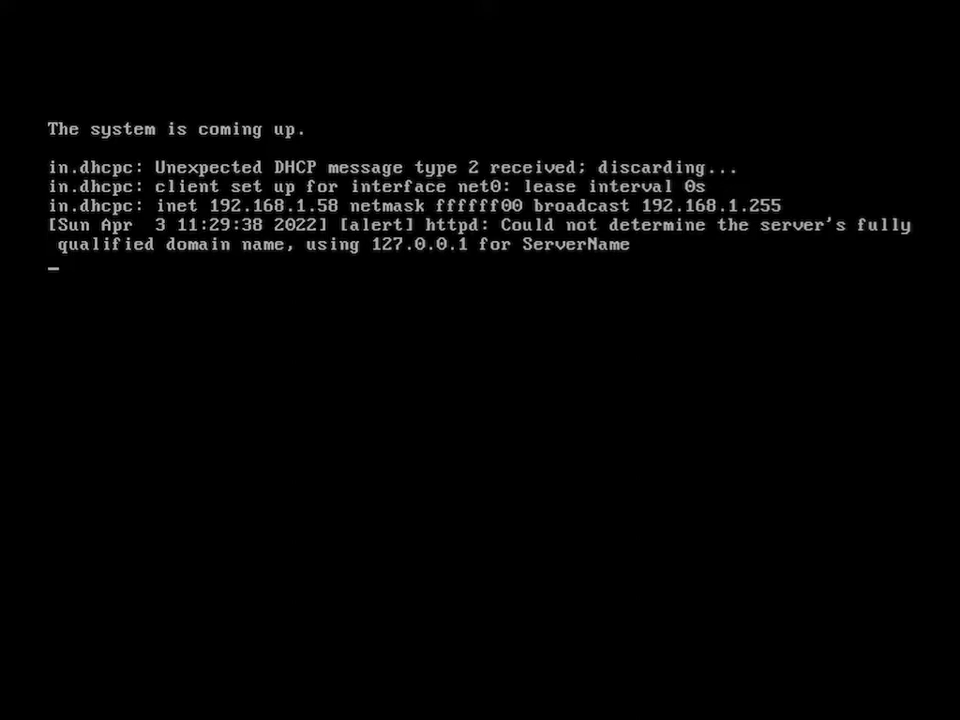 The system is coming up.
in.dhcpc: Unexpected DHCP message type 2 received; discarding...
in.dhcpc: client set up for interface net0: lease interval 0s
in.dhcpc: inet 192.168.1.58 netmask ffffff00 broadcast 192.168.1.255
[Sun Apr  3 11:29:38 2022] [alert] httpd: Could not determine the server's fully
 qualified domain name, using 127.0.0.1 for ServerName